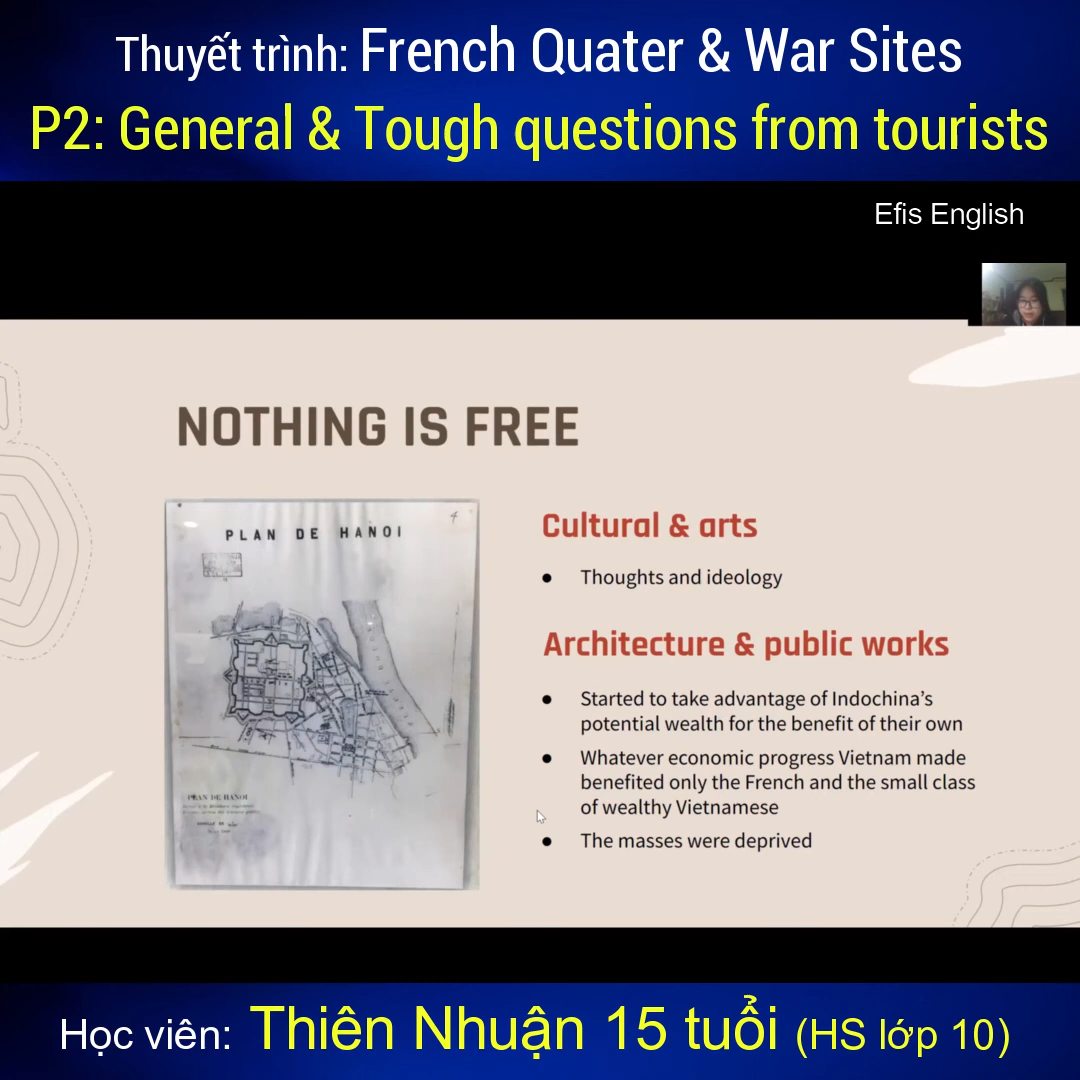 Thuyết trình: French Quater & War Sites
P2: General & Tough questions from tourists
Efis English
NOTHING IS FREE
PLAN DE HANOI
4
PLAN DE HANOI
Cultural & arts
● Thoughts and ideology
Architecture & public works
● Started to take advantage of Indochina’s
potential wealth for the benefit of their own
● Whatever economic progress Vietnam made
benefited only the French and the small class
of wealthy Vietnamese
● The masses were deprived
Học viên: Thiên Nhuận 15 tuổi (HS lớp 10)